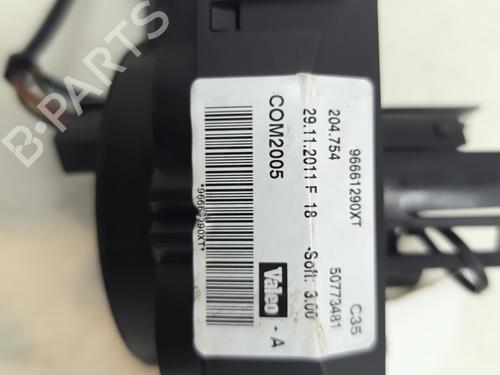 96661290XT C35
204.754 50773481
29.11.2011 F 18 -Soft: 3.00
COM2005 Valeo - A
*96661290XT*
B-PARTS